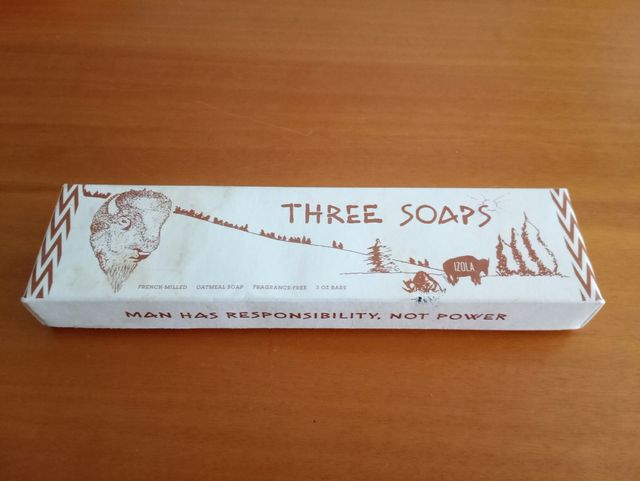 THREE SOAPS
IZOLA
FRENCH-MILLED OATMEAL SOAP FRAGRANCE-FREE 3 OZ BARS
MAN HAS RESPONSIBILITY, NOT POWER